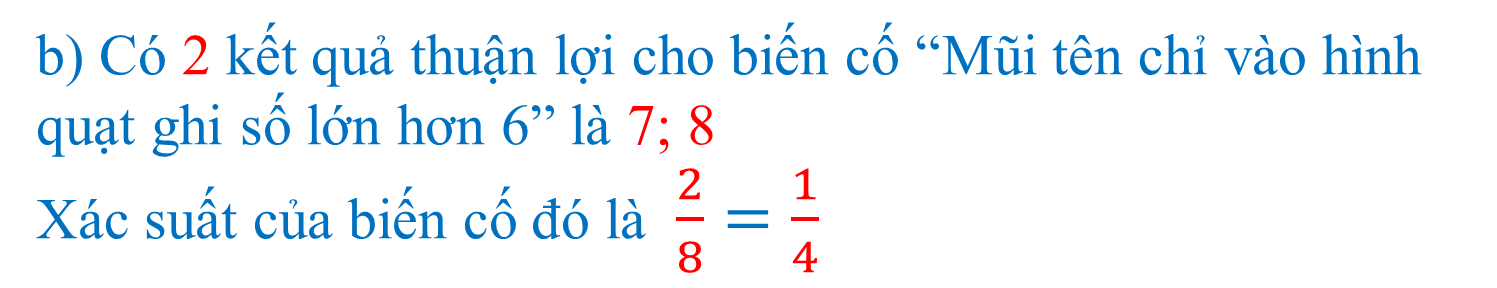 b) Có 2 kết quả thuận lợi cho biến cố “Mũi tên chỉ vào hình
quạt ghi số lớn hơn 6” là 7; 8
Xác suất của biến cố đó là 2/8 = 1/4